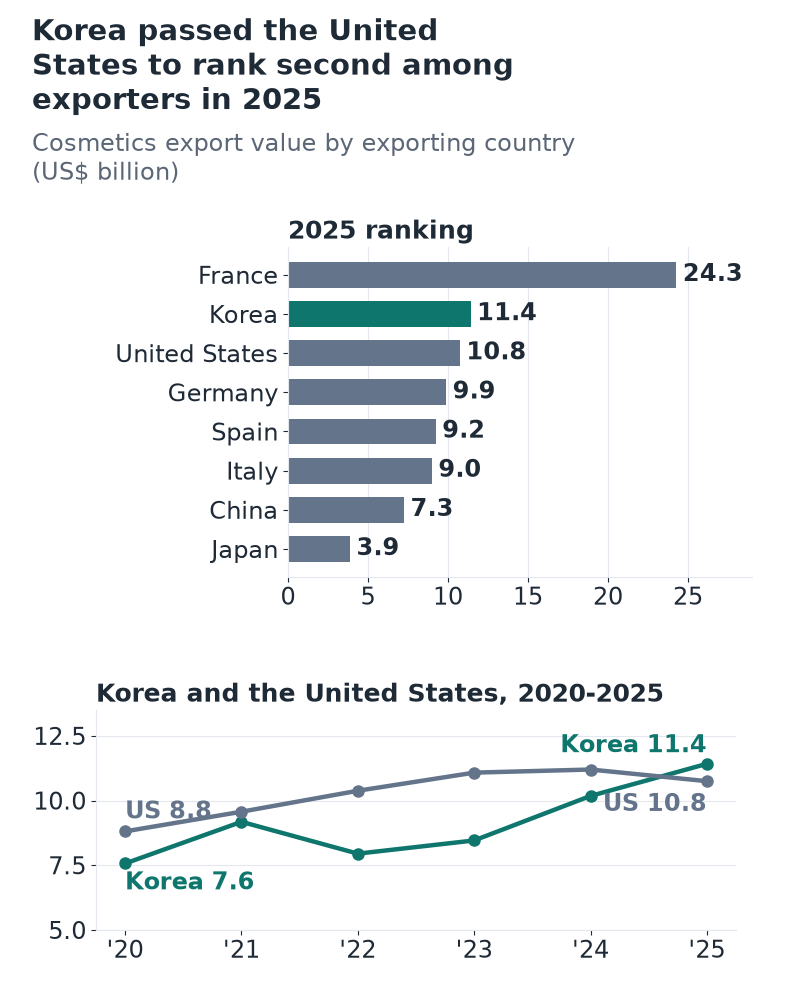 Korea passed the United
States to rank second among
exporters in 2025
Cosmetics export value by exporting country
(US$ billion)
2025 ranking
France 24.3
Korea 11.4
United States 10.8
Germany 9.9
Spain 9.2
Italy 9.0
China 7.3
Japan 3.9
0 5 10 15 20 25
Korea and the United States, 2020-2025
12.5
10.0
7.5
5.0
Korea 11.4
US 8.8
US 10.8
Korea 7.6
'20 '21 '22 '23 '24 '25